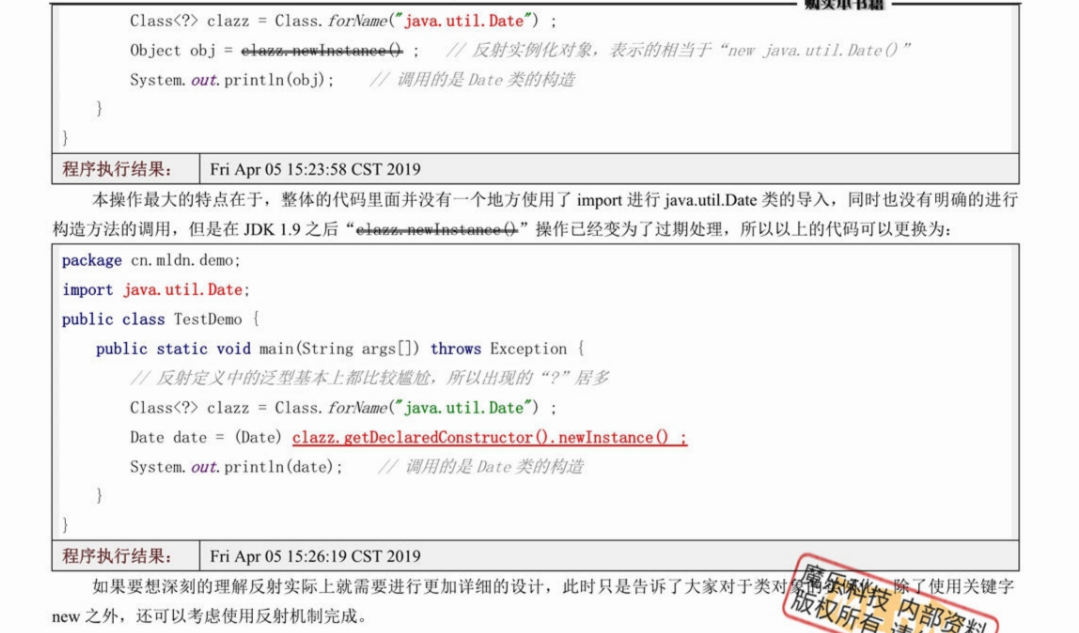 购买本书籍
Class<?> clazz = Class.forName("java.util.Date") ;
Object obj = clazz.newInstance() ; // 反射实例化对象，表示的相当于“new java.util.Date()”
System.out.println(obj); // 调用的是 Date 类的构造
}
}
程序执行结果： Fri Apr 05 15:23:58 CST 2019
本操作最大的特点在于，整体的代码里面并没有一个地方使用了 import 进行 java.util.Date 类的导入，同时也没有明确的进行
构造方法的调用，但是在 JDK 1.9 之后“clazz.newInstance()”操作已经变为了过期处理，所以以上的代码可以更换为：
package cn.mldn.demo;
import java.util.Date;
public class TestDemo {
public static void main(String args[]) throws Exception {
// 反射定义中的泛型基本上都比较尴尬，所以出现的“?”居多
Class<?> clazz = Class.forName("java.util.Date") ;
Date date = (Date) clazz.getDeclaredConstructor().newInstance() ;
System.out.println(date); // 调用的是 Date 类的构造
}
}
程序执行结果： Fri Apr 05 15:26:19 CST 2019
如果要想深刻的理解反射实际上就需要进行更加详细的设计，此时只是告诉了大家对于类对象的 除了使用关键字
new 之外，还可以考虑使用反射机制完成。
魔乐科技 内部资料
版权所有